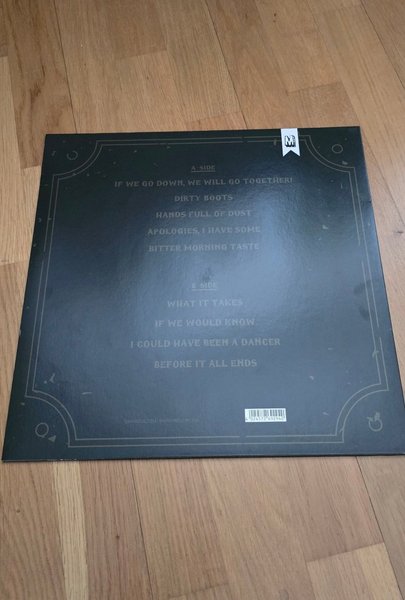 A: SIDE
IF WE GO DOWN, WE WILL GO TOGETHER!
DIRTY BOOTS
HANDS FULL OF DUST
APOLOGIES, I HAVE SOME
BITTER MORNING TASTE
B: SIDE
WHAT IT TAKES
IF WE WOULD KNOW
I COULD HAVE BEEN A DANCER
BEFORE IT ALL ENDS